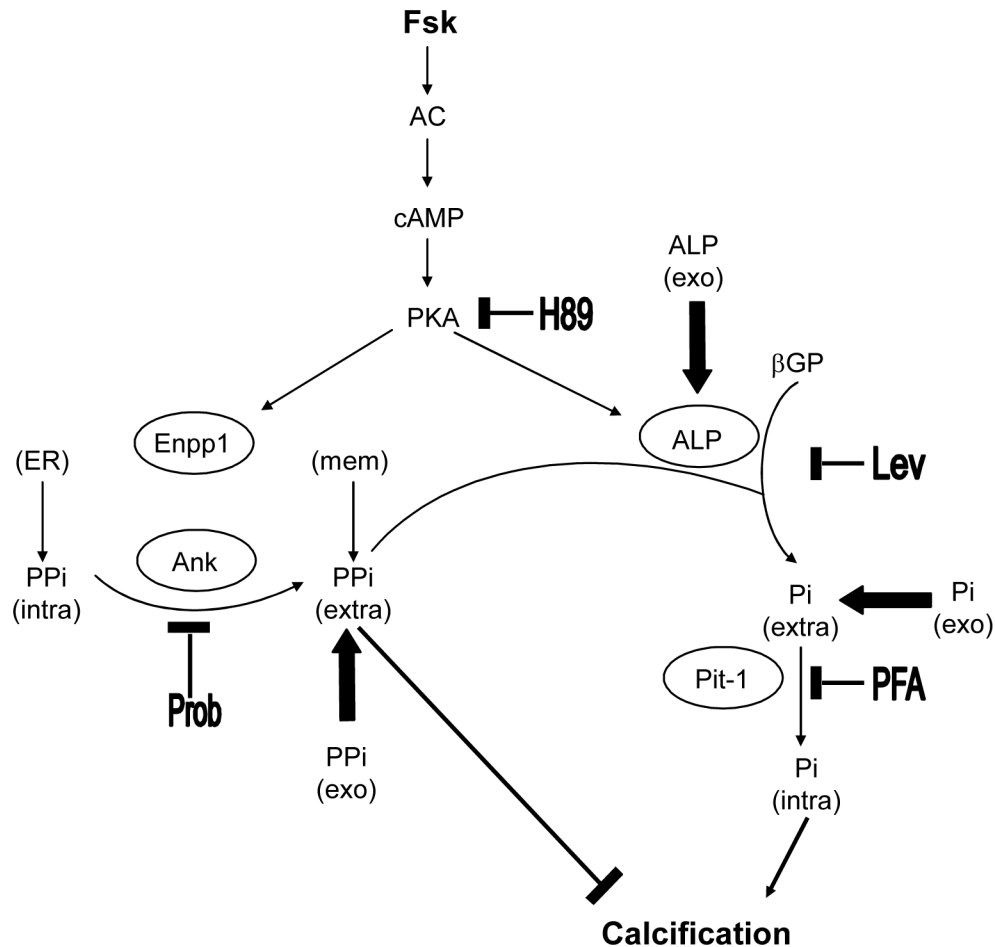 Fsk
AC
cAMP
ALP
(exo)
PKA
H89
βGP
Enpp1
ALP
(ER)
(mem)
Lev
Ank
PPi
(intra)
PPi
(extra)
Pi
(extra)
Pi
(exo)
Pit-1
PFA
Prob
PPi
(exo)
Pi
(intra)
Calcification